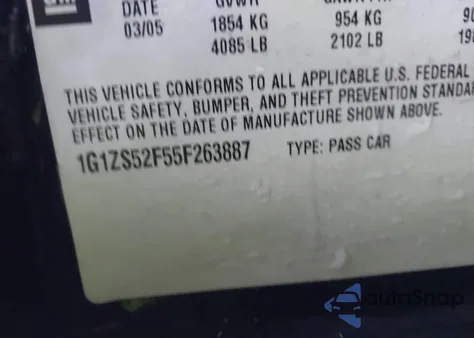 DATE GVWR
03/05 1854 KG 954 KG
4085 LB 2102 LB
THIS VEHICLE CONFORMS TO ALL APPLICABLE U.S. FEDERAL
VEHICLE SAFETY, BUMPER, AND THEFT PREVENTION
EFFECT ON THE DATE OF MANUFACTURE SHOWN ABOVE.
1G1ZS52F55F263887 TYPE: PASS CAR
autoSnap